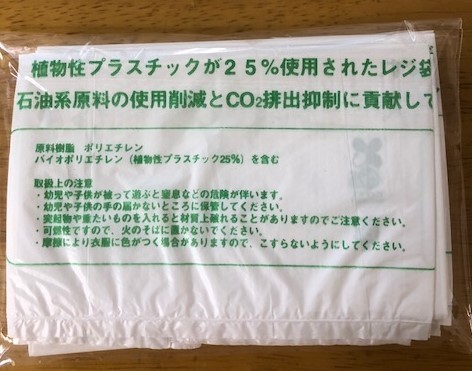 植物性プラスチックが25%使用されたレジ袋
石油系原料の使用削減とCO₂排出抑制に貢献して
原料樹脂 ポリエチレン
バイオポリエチレン（植物性プラスチック25%）を含む
取扱上の注意
・幼児や子供が被って遊ぶと窒息などの危険が伴います。
・幼児や子供の手の届かないところに保管してください。
・突起物や重たいものを入れると材質上破れることがありますのでご注意ください。
・可燃性ですので、火のそばに置かないでください。
・摩擦により衣服に色がつく場合がありますので、こすらないようにしてください。